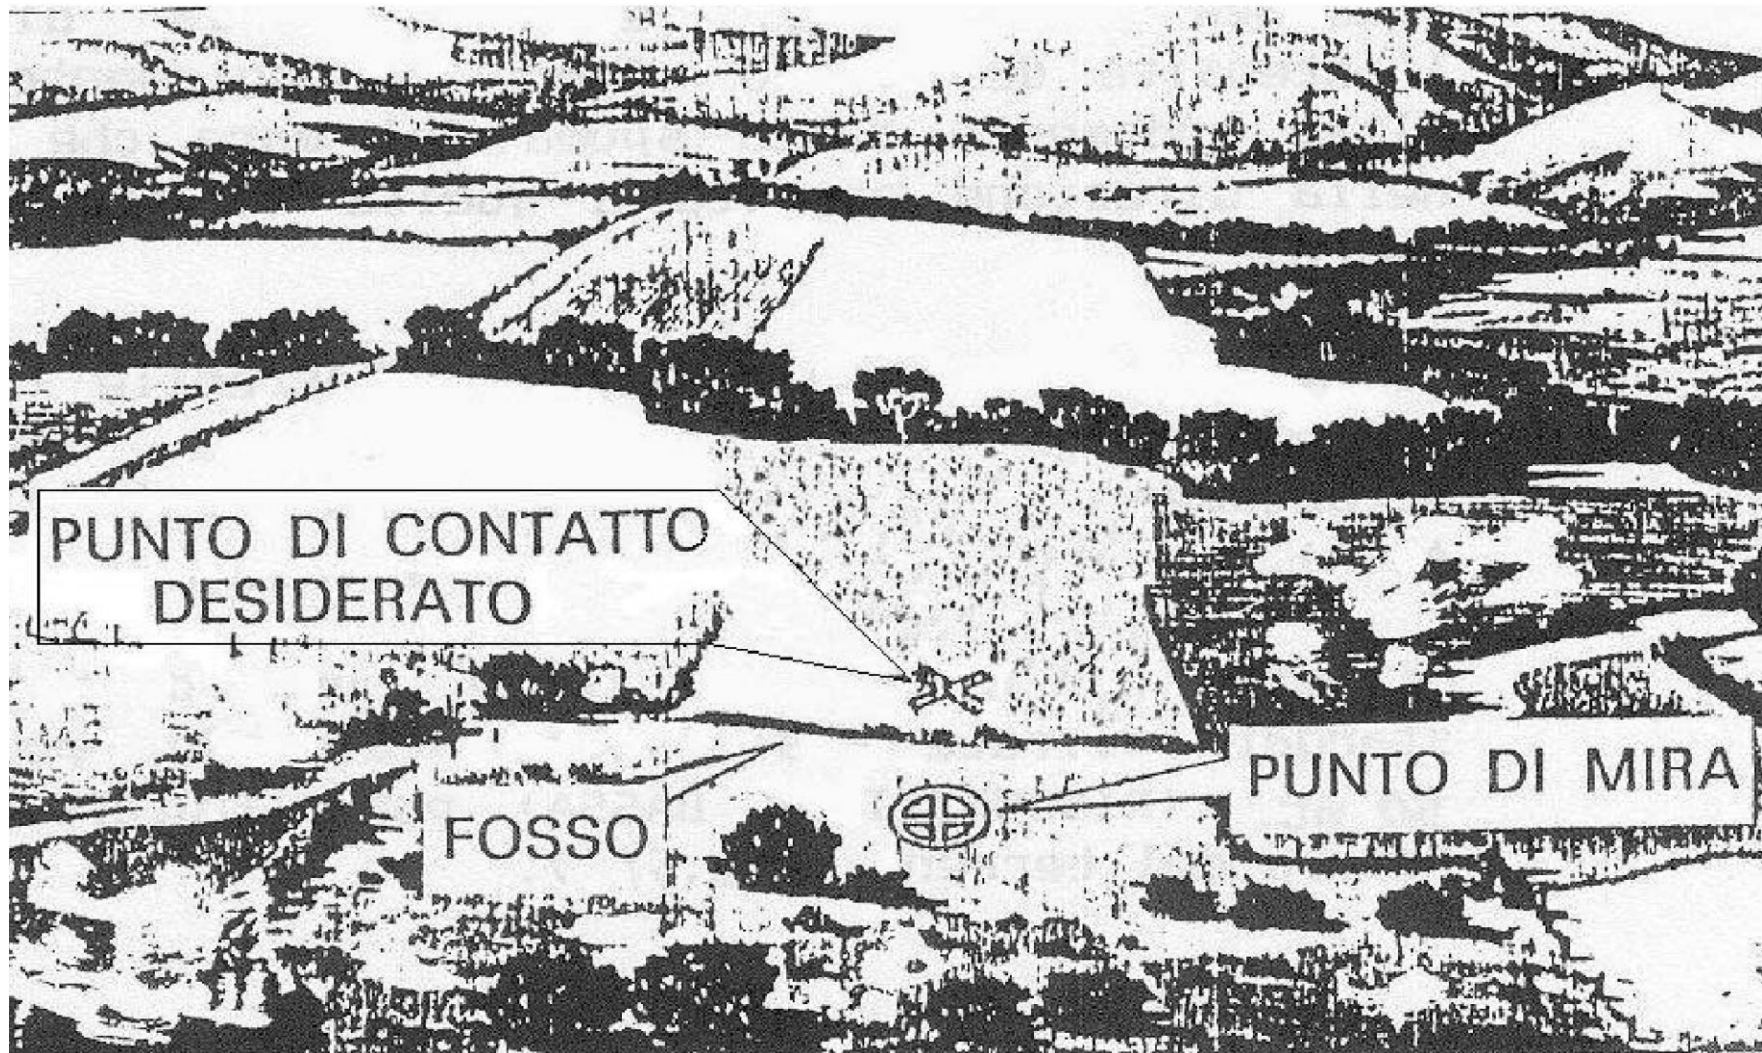 PUNTO DI CONTATTO
DESIDERATO
PUNTO DI MIRA
FOSSO